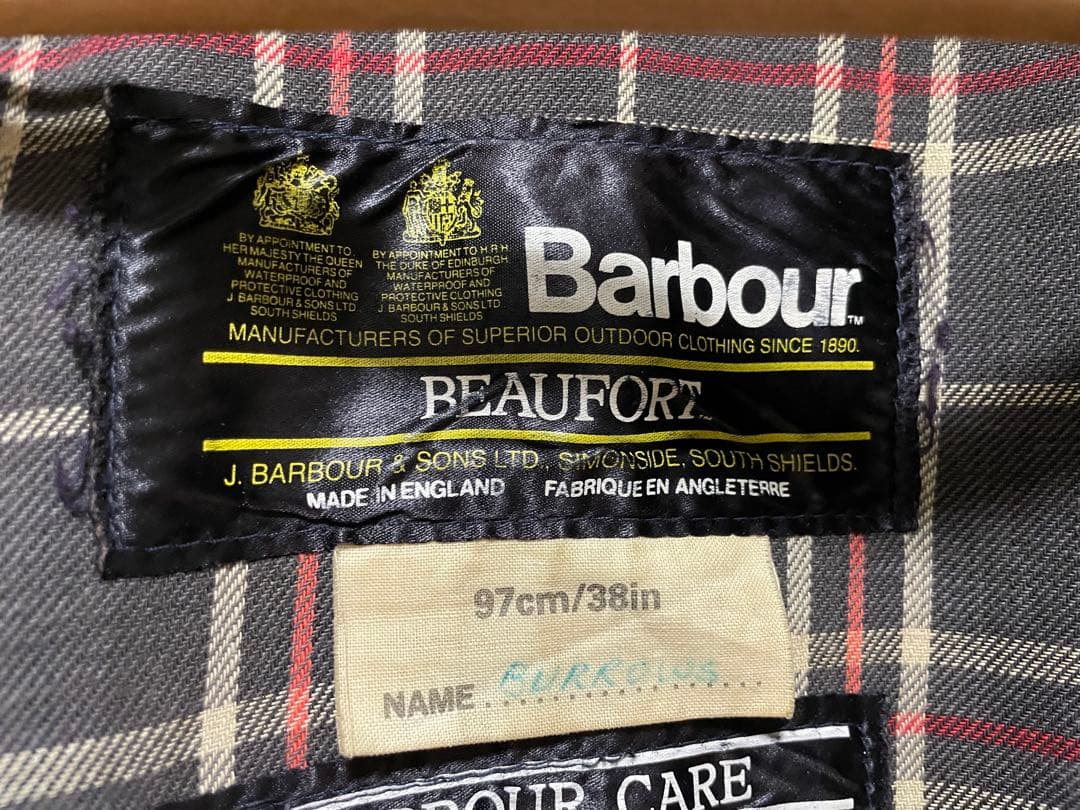 BY APPOINTMENT TO
HER MAJESTY THE QUEEN
MANUFACTURERS OF
WATERPROOF AND
PROTECTIVE CLOTHING
J BARBOUR & SONS LTD
SOUTH SHIELDS
BY APPOINTMENT TO H R H
THE DUKE OF EDINBURGH
MANUFACTURERS OF
WATERPROOF AND
PROTECTIVE CLOTHING
J. BARBOUR & SONS LTD
SOUTH SHIELDS
Barbour™
MANUFACTURERS OF SUPERIOR OUTDOOR CLOTHING SINCE 1890.
BEAUFORT
J. BARBOUR & SONS LTD., SIMONSIDE, SOUTH SHIELDS.
MADE IN ENGLAND FABRIQUE EN ANGLETERRE
97cm/38in
NAME BURROWS
CARE